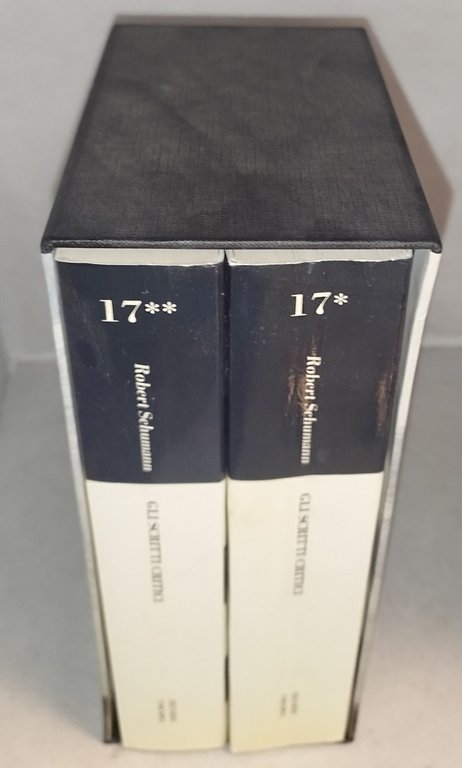 17**
Robert Schumann
GLI SCRITTI CRITICI
17*
Robert Schumann
GLI SCRITTI CRITICI